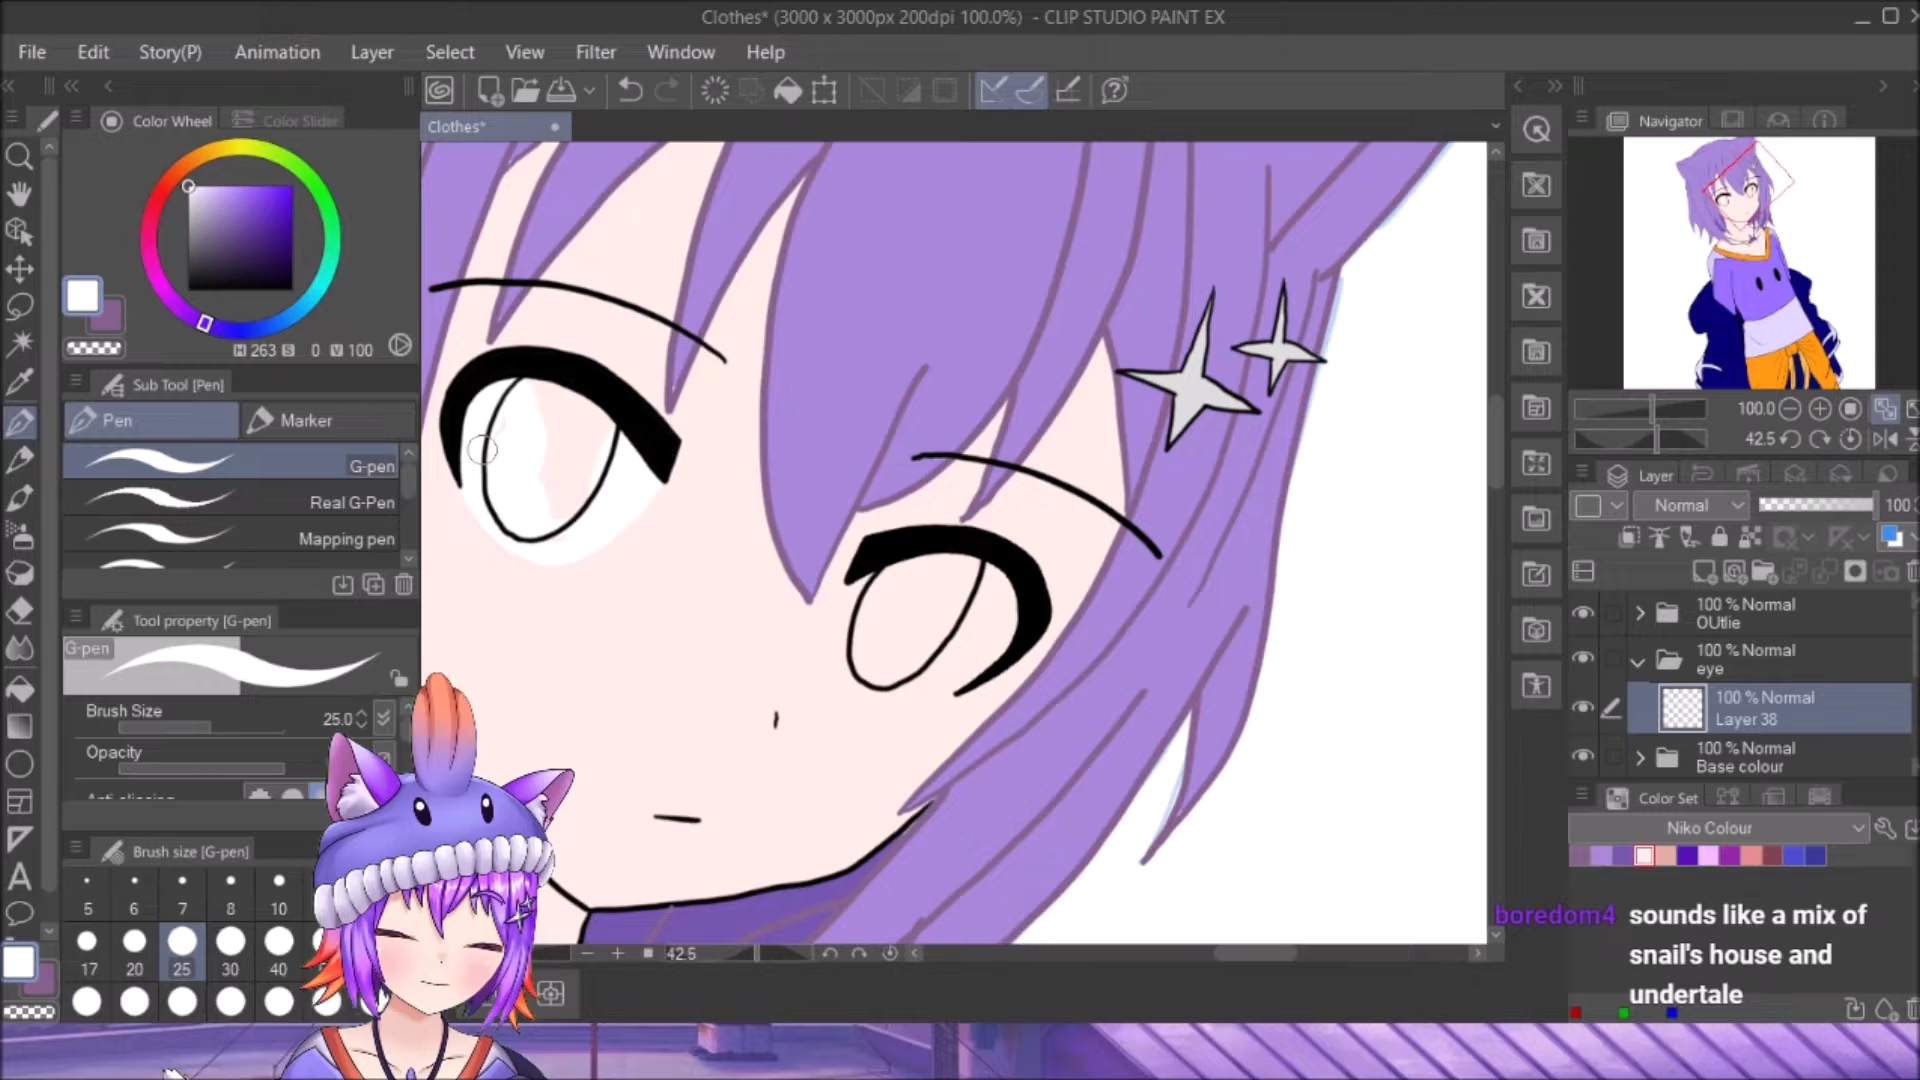 Clothes* (3000 x 3000px 200dpi 100.0%) - CLIP STUDIO PAINT EX
File Edit Story(P) Animation Layer Select View Filter Window Help
Color Wheel Color Slider
Clothes*
Navigator
H 263 S 0 V 100
Sub Tool [Pen]
Pen Marker
G-pen
Real G-Pen
Mapping pen
Tool property [G-pen]
G-pen
Brush Size 25.0
Opacity
Brush size [G-pen]
5 6 7 8 10
17 20 25 30 40
42.5
100.0
42.5
Layer
Normal 100
100 % Normal
OUtlie
100 % Normal
eye
100 % Normal
Layer 38
100 % Normal
Base colour
Color Set
Niko Colour
boredom4 sounds like a mix of
snail's house and
undertale